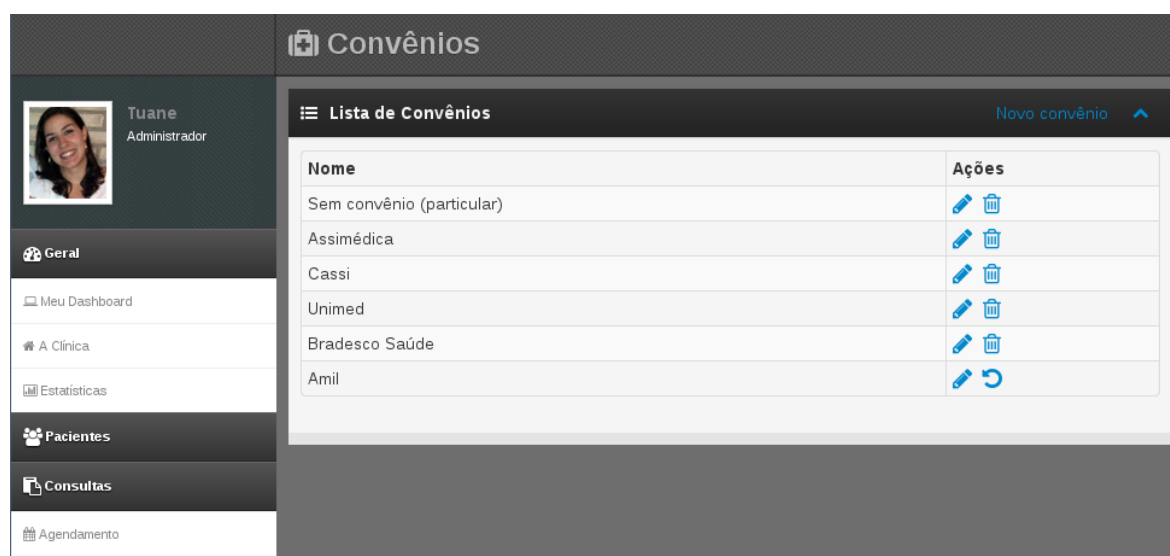 Convênios
Tuane
Administrador
Geral
Meu Dashboard
A Clínica
Estatísticas
Pacientes
Consultas
Agendamento
Lista de Convênios
Novo convênio
Nome Ações
Sem convênio (particular)
Assimédica
Cassi
Unimed
Bradesco Saúde
Amil